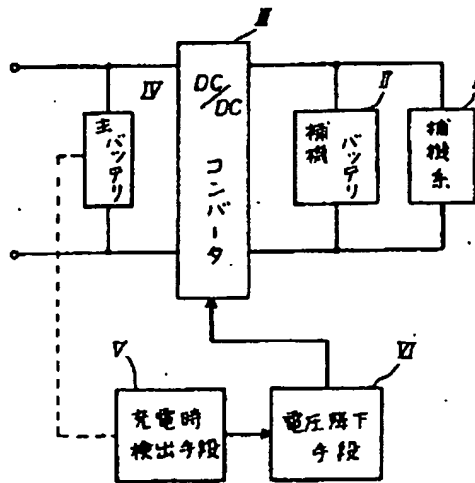 III
DC/DC
コンバータ
IV
主バッテリ
II
補機バッテリ
I
補機系
V
充電時
検出手段
VI
電圧降下
手段